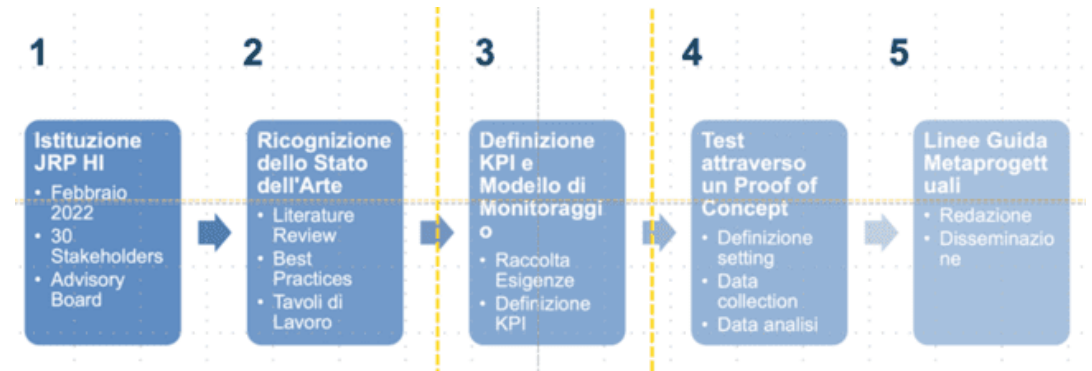 1
2
3
4
5
Istituzione
JRP HI
• Febbraio
2022
• 30
Stakeholders
• Advisory
Board
Ricognizione
dello Stato
dell'Arte
• Literature
Review
• Best
Practices
• Tavoli di
Lavoro
Definizione
KPI e
Modello di
Monitoraggi
o
• Raccolta
Esigenze
• Definizione
KPI
Test
attraverso
un Proof of
Concept
• Definizione
setting
• Data
collection
• Data analisi
Linee Guida
Metaprogett
uali
• Redazione
• Disseminazio
ne